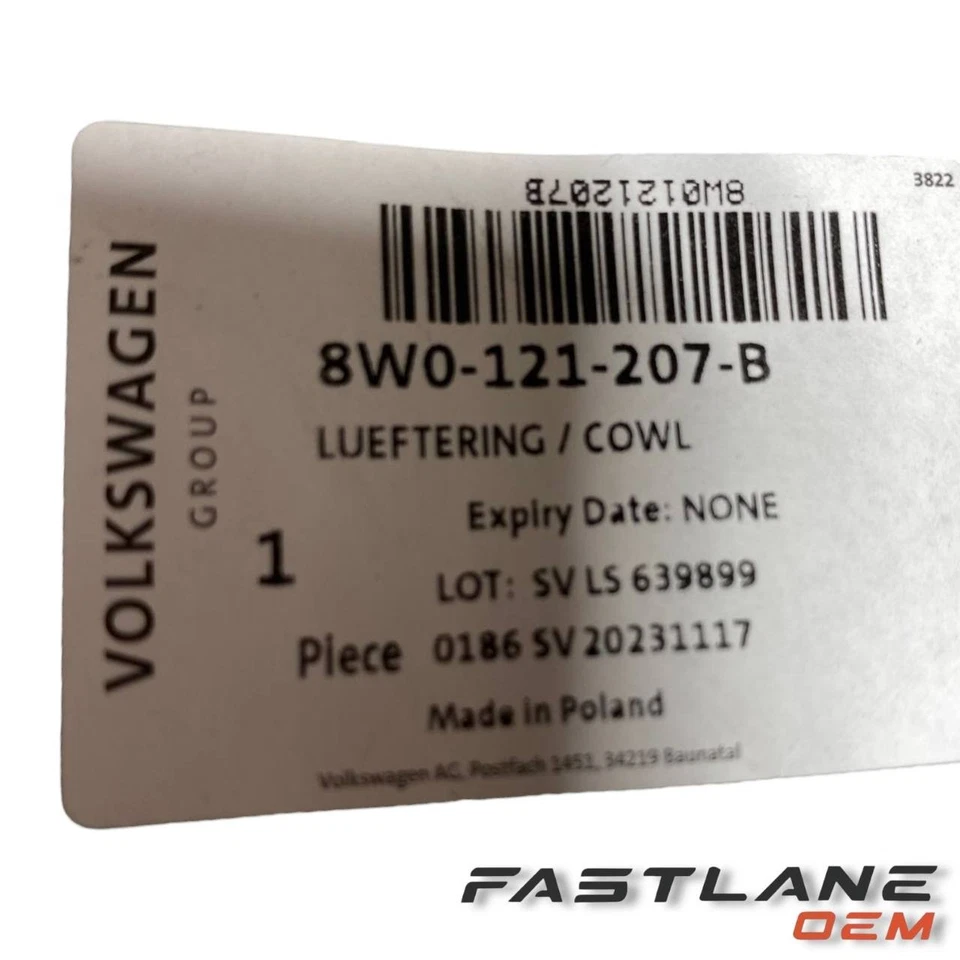 3822
8W0121207B
8W0-121-207-B
LUEFTERING / COWL
Expiry Date: NONE
LOT: SV LS 639899
1
Piece 0186 SV 20231117
Made in Poland
Volkswagen AG, Postfach 1451, 34219 Baunatal
VOLKSWAGEN
GROUP
FASTLANE
OEM